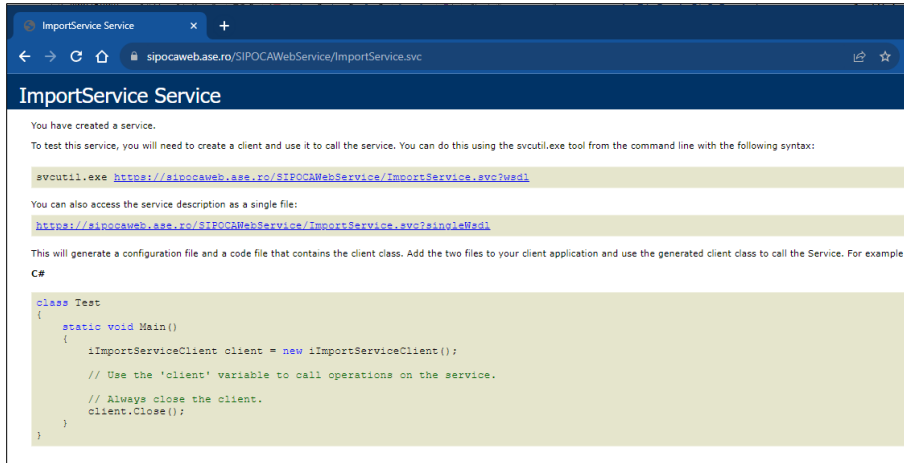 ImportService Service
sipocaweb.ase.ro/SIPOCAWebService/ImportService.svc
ImportService Service
You have created a service.
To test this service, you will need to create a client and use it to call the service. You can do this using the svcutil.exe tool from the command line with the following syntax:
svcutil.exe https://sipocaweb.ase.ro/SIPOCAWebService/ImportService.svc?wsdl
You can also access the service description as a single file:
https://sipocaweb.ase.ro/SIPOCAWebService/ImportService.svc?singleWsdl
This will generate a configuration file and a code file that contains the client class. Add the two files to your client application and use the generated client class to call the Service. For example
C#
class Test
{
static void Main()
{
iImportServiceClient client = new iImportServiceClient();
// Use the 'client' variable to call operations on the service.
// Always close the client.
client.Close();
}
}